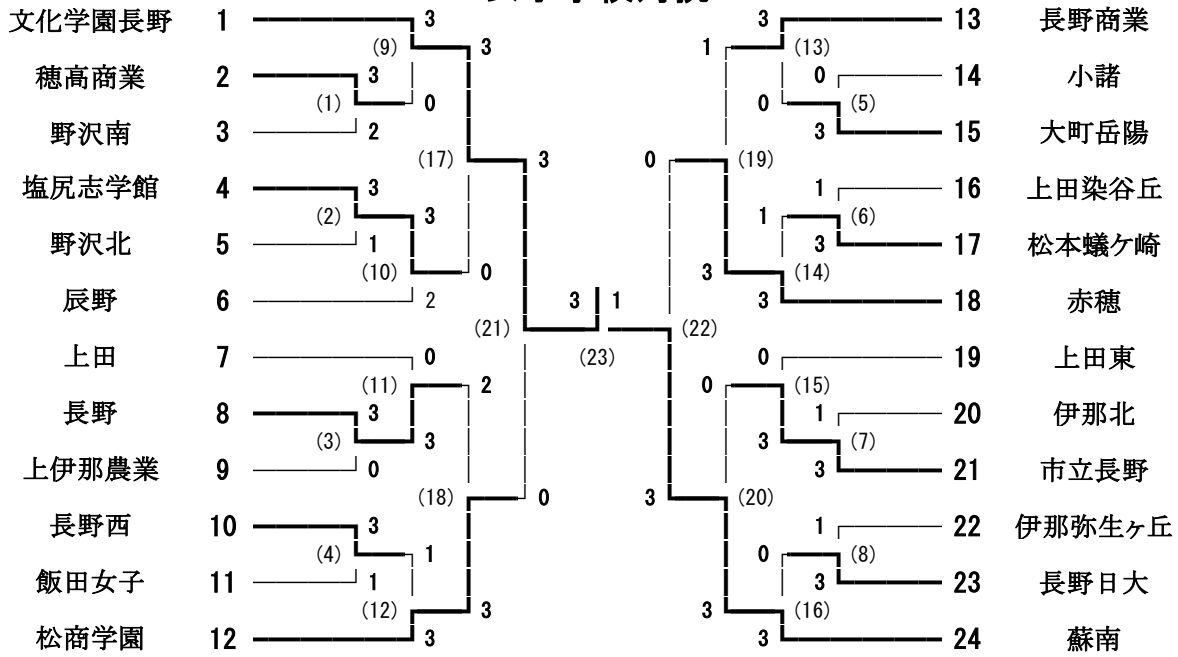 文化学園長野 1 3 3 13 長野商業
(9) 3 1 (13)
穂高商業 2 3 0 14 小諸
(1) 0 0 (5)
野沢南 3 2 3 15 大町岳陽
(17) 3 0 (19)
塩尻志学館 4 3 1 16 上田染谷丘
(2) 3 1 (6)
野沢北 5 1 3 17 松本蟻ケ崎
(10) 0 3 (14)
辰野 6 2 3 1 3 18 赤穂
(21) (22)
上田 7 0 (23) 0 19 上田東
(11) 2 0 (15)
長野 8 3 1 20 伊那北
(3) 3 3 (7)
上伊那農業 9 0 3 21 市立長野
(18) 0 3 (20)
長野西 10 3 1 22 伊那弥生ヶ丘
(4) 1 0 (8)
飯田女子 11 1 3 23 長野日大
(12) 3 3 (16)
松商学園 12 3 3 24 蘇南